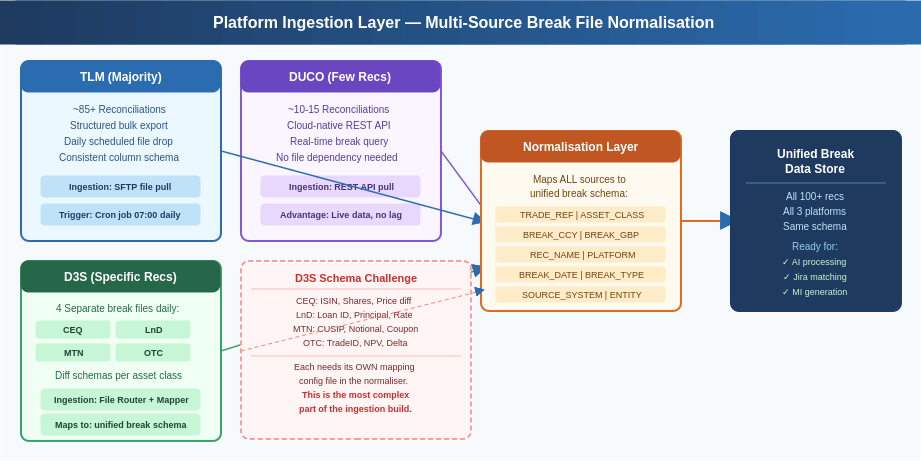 Platform Ingestion Layer — Multi-Source Break File Normalisation
TLM (Majority)
~85+ Reconciliations
Structured bulk export
Daily scheduled file drop
Consistent column schema
Ingestion: SFTP file pull
Trigger: Cron job 07:00 daily
DUCO (Few Recs)
~10-15 Reconciliations
Cloud-native REST API
Real-time break query
No file dependency needed
Ingestion: REST API pull
Advantage: Live data, no lag
Normalisation Layer
Maps ALL sources to
unified break schema:
TRADE_REF | ASSET_CLASS
BREAK_CCY | BREAK_GBP
REC_NAME | PLATFORM
BREAK_DATE | BREAK_TYPE
SOURCE_SYSTEM | ENTITY
Unified Break
Data Store
All 100+ recs
All 3 platforms
Same schema
Ready for:
✓ AI processing
✓ Jira matching
✓ MI generation
D3S (Specific Recs)
4 Separate break files daily:
CEQ
LnD
MTN
OTC
Diff schemas per asset class
Ingestion: File Router + Mapper
Maps to: unified break schema
D3S Schema Challenge
CEQ: ISIN, Shares, Price diff
LnD: Loan ID, Principal, Rate
MTN: CUSIP, Notional, Coupon
OTC: TradeID, NPV, Delta
Each needs its OWN mapping
config file in the normaliser.
This is the most complex
part of the ingestion build.